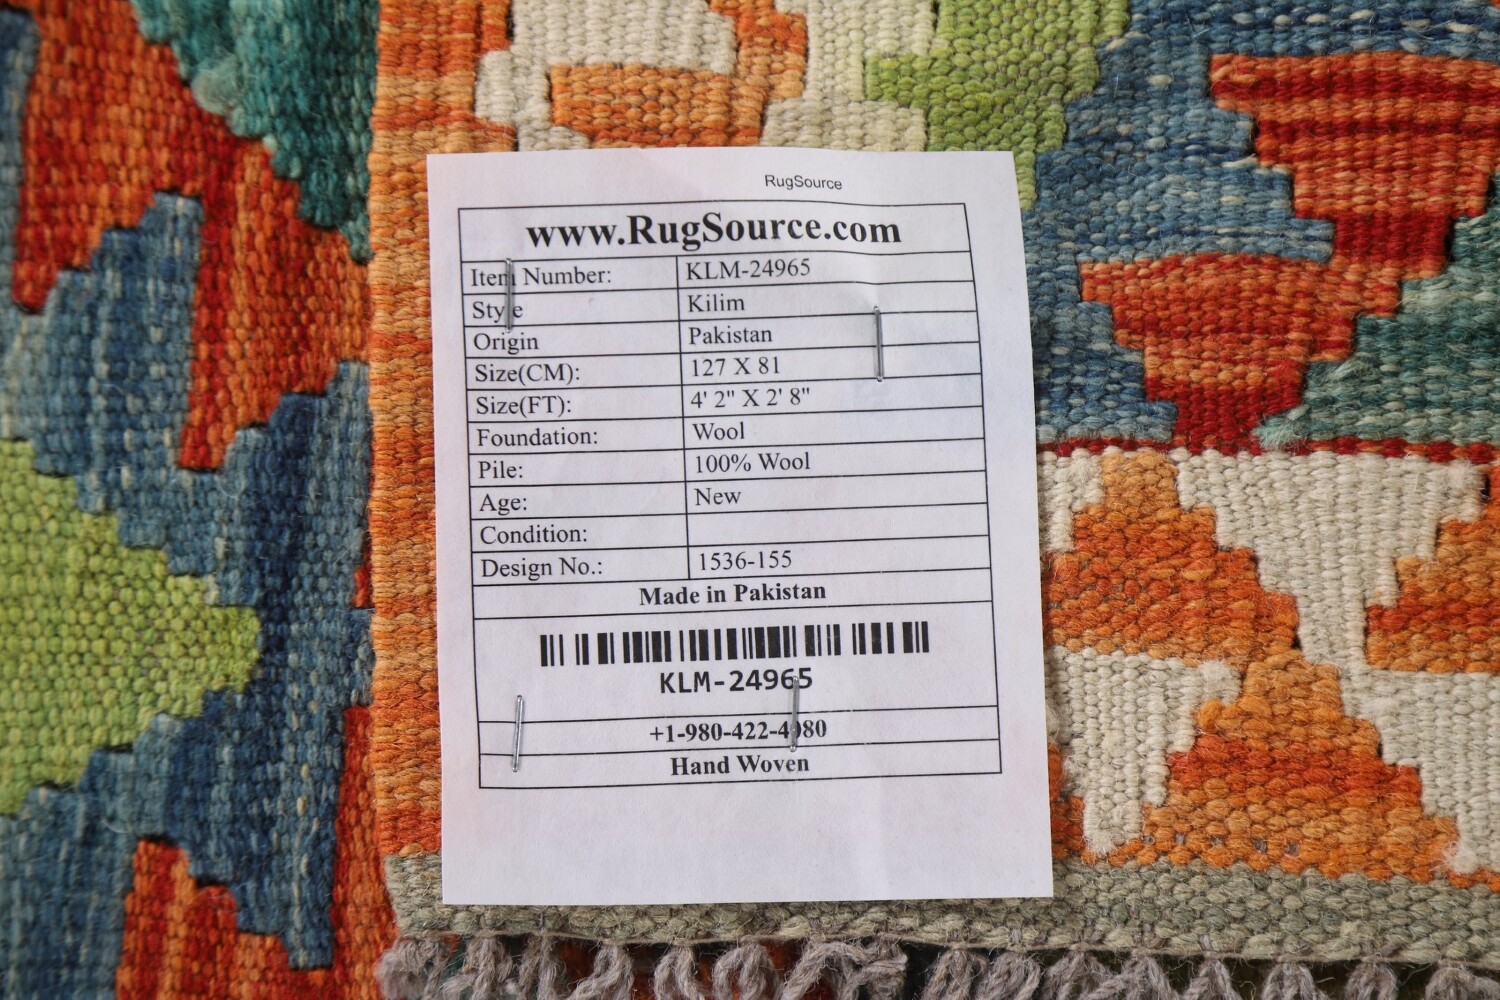 RugSource
www.RugSource.com
Item Number: KLM-24965
Style Kilim
Origin Pakistan
Size(CM): 127 X 81
Size(FT): 4' 2" X 2' 8"
Foundation: Wool
Pile: 100% Wool
Age: New
Condition:
Design No.: 1536-155
Made in Pakistan
KLM-24965
+1-980-422-4080
Hand Woven